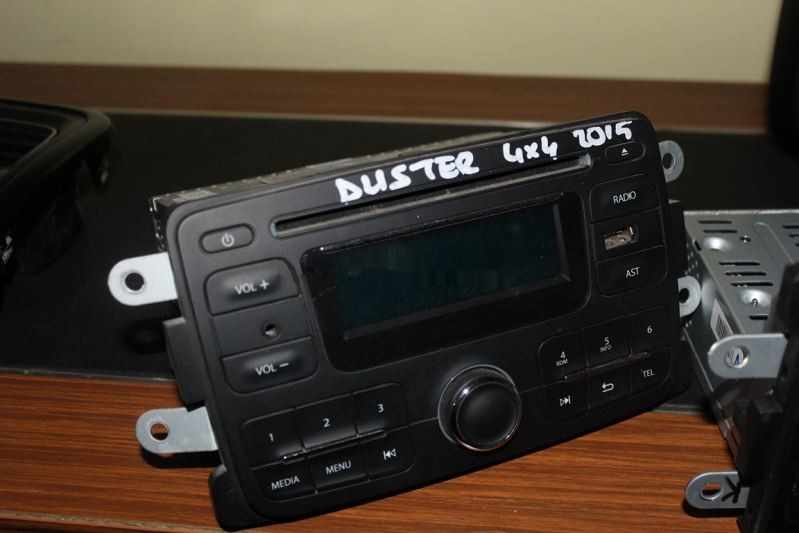 DUSTER 4x4 2015
RADIO
VOL +
AST
VOL −
4 RDM
5 INFO
6
1
2
3
TEL
MEDIA
MENU